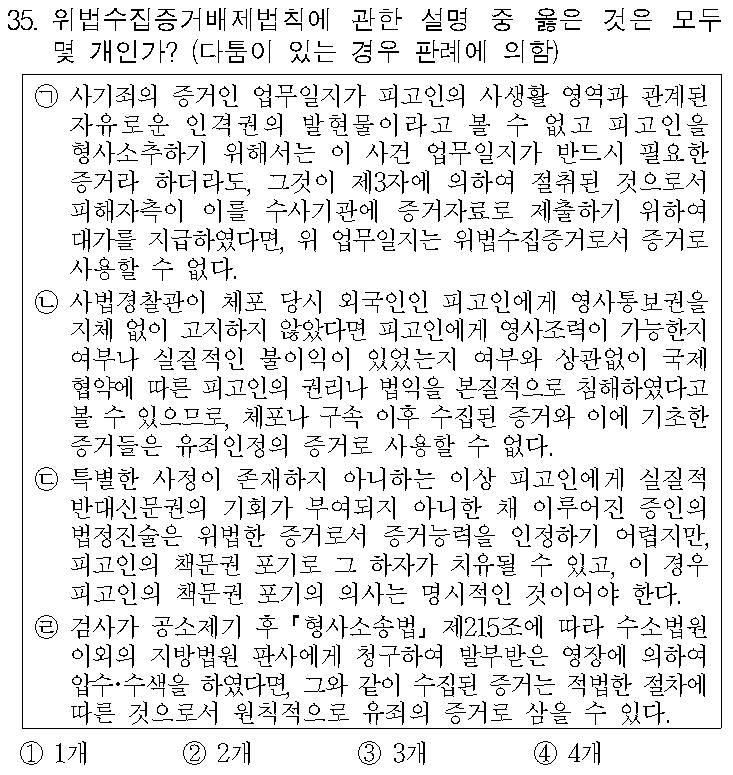 35. 위법수집증거배제법칙에 관한 설명 중 옳은 것은 모두
몇 개인가? (다툼이 있는 경우 판례에 의함)
㉠ 사기죄의 증거인 업무일지가 피고인의 사생활 영역과 관계된
자유로운 인격권의 발현물이라고 볼 수 없고 피고인을
형사소추하기 위해서는 이 사건 업무일지가 반드시 필요한
증거라 하더라도, 그것이 제3자에 의하여 절취된 것으로서
피해자측이 이를 수사기관에 증거자료로 제출하기 위하여
대가를 지급하였다면, 위 업무일지는 위법수집증거로서 증거로
사용할 수 없다.
㉡ 사법경찰관이 체포 당시 외국인인 피고인에게 영사통보권을
지체 없이 고지하지 않았다면 피고인에게 영사조력이 가능한지
여부나 실질적인 불이익이 있었는지 여부와 상관없이 국제
협약에 따른 피고인의 권리나 법익을 본질적으로 침해하였다고
볼 수 있으므로, 체포나 구속 이후 수집된 증거와 이에 기초한
증거들은 유죄인정의 증거로 사용할 수 없다.
㉢ 특별한 사정이 존재하지 아니하는 이상 피고인에게 실질적
반대신문권의 기회가 부여되지 아니한 채 이루어진 증인의
법정진술은 위법한 증거로서 증거능력을 인정하기 어렵지만,
피고인의 책문권 포기로 그 하자가 치유될 수 있고, 이 경우
피고인의 책문권 포기의 의사는 명시적인 것이어야 한다.
㉣ 검사가 공소제기 후 『형사소송법』 제215조에 따라 수소법원
이외의 지방법원 판사에게 청구하여 발부받은 영장에 의하여
압수·수색을 하였다면, 그와 같이 수집된 증거는 적법한 절차에
따른 것으로서 원칙적으로 유죄의 증거로 삼을 수 있다.
① 1개 ② 2개 ③ 3개 ④ 4개